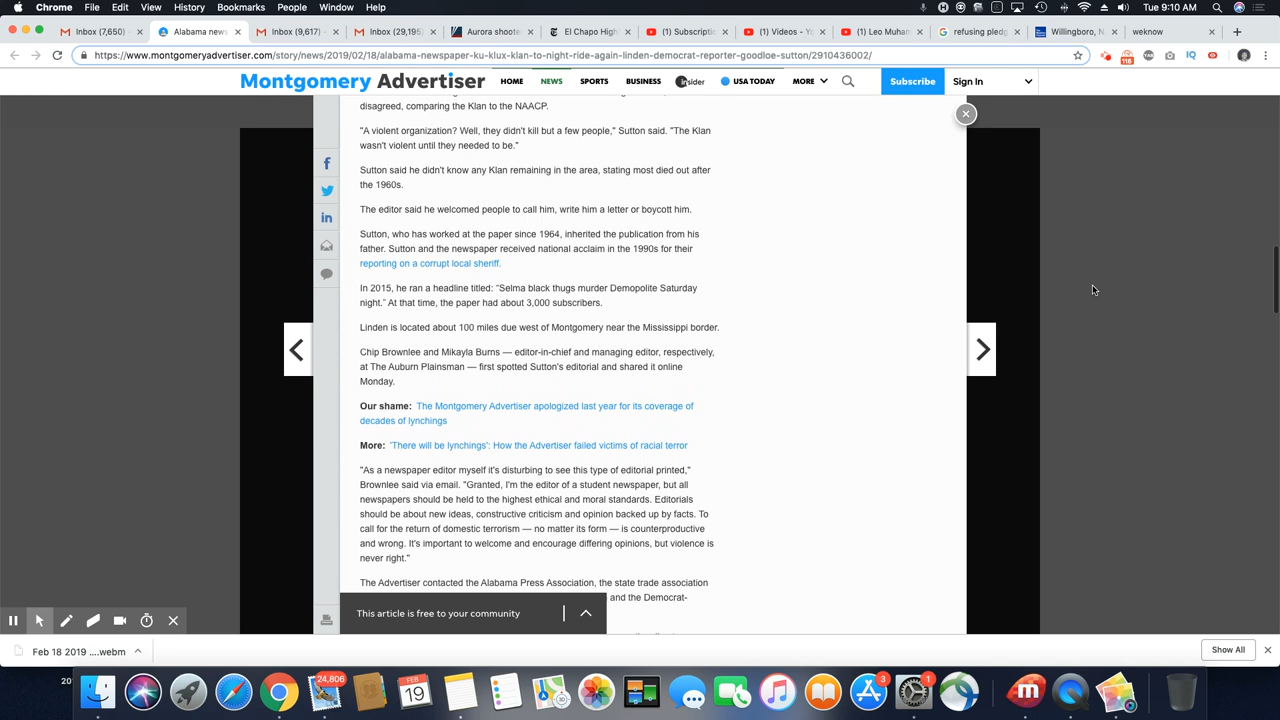 Chrome File Edit View History Bookmarks People Window Help
Tue 9:10 AM
Inbox (7,650)
Alabama news
Inbox (9,617)
Inbox (29,195)
Aurora shoote
El Chapo High
(1) Subscriptio
(1) Videos - Yo
(1) Leo Muham
refusing pledg
Willingboro, N
weknow
https://www.montgomeryadvertiser.com/story/news/2019/02/18/alabama-newspaper-ku-klux-klan-to-night-ride-again-linden-democrat-reporter-goodloe-sutton/2910436002/
116
Montgomery Advertiser HOME NEWS SPORTS BUSINESS Insider USA TODAY MORE Subscribe Sign In
disagreed, comparing the Klan to the NAACP.
"A violent organization? Well, they didn't kill but a few people," Sutton said. "The Klan
wasn't violent until they needed to be."
Sutton said he didn't know any Klan remaining in the area, stating most died out after
the 1960s.
The editor said he welcomed people to call him, write him a letter or boycott him.
Sutton, who has worked at the paper since 1964, inherited the publication from his
father. Sutton and the newspaper received national acclaim in the 1990s for their
reporting on a corrupt local sheriff.
In 2015, he ran a headline titled: "Selma black thugs murder Demopolite Saturday
night." At that time, the paper had about 3,000 subscribers.
Linden is located about 100 miles due west of Montgomery near the Mississippi border.
Chip Brownlee and Mikayla Burns — editor-in-chief and managing editor, respectively,
at The Auburn Plainsman — first spotted Sutton's editorial and shared it online
Monday.
Our shame: The Montgomery Advertiser apologized last year for its coverage of
decades of lynchings
More: 'There will be lynchings': How the Advertiser failed victims of racial terror
"As a newspaper editor myself it's disturbing to see this type of editorial printed,"
Brownlee said via email. "Granted, I'm the editor of a student newspaper, but all
newspapers should be held to the highest ethical and moral standards. Editorials
should be about new ideas, constructive criticism and opinion backed up by facts. To
call for the return of domestic terrorism — no matter its form — is counterproductive
and wrong. It's important to welcome and encourage differing opinions, but violence is
never right."
The Advertiser contacted the Alabama Press Association, the state trade association
and the Democrat-
This article is free to your community
Feb 18 2019 ....webm
Show All
24,806
FEB
19
3
1
20